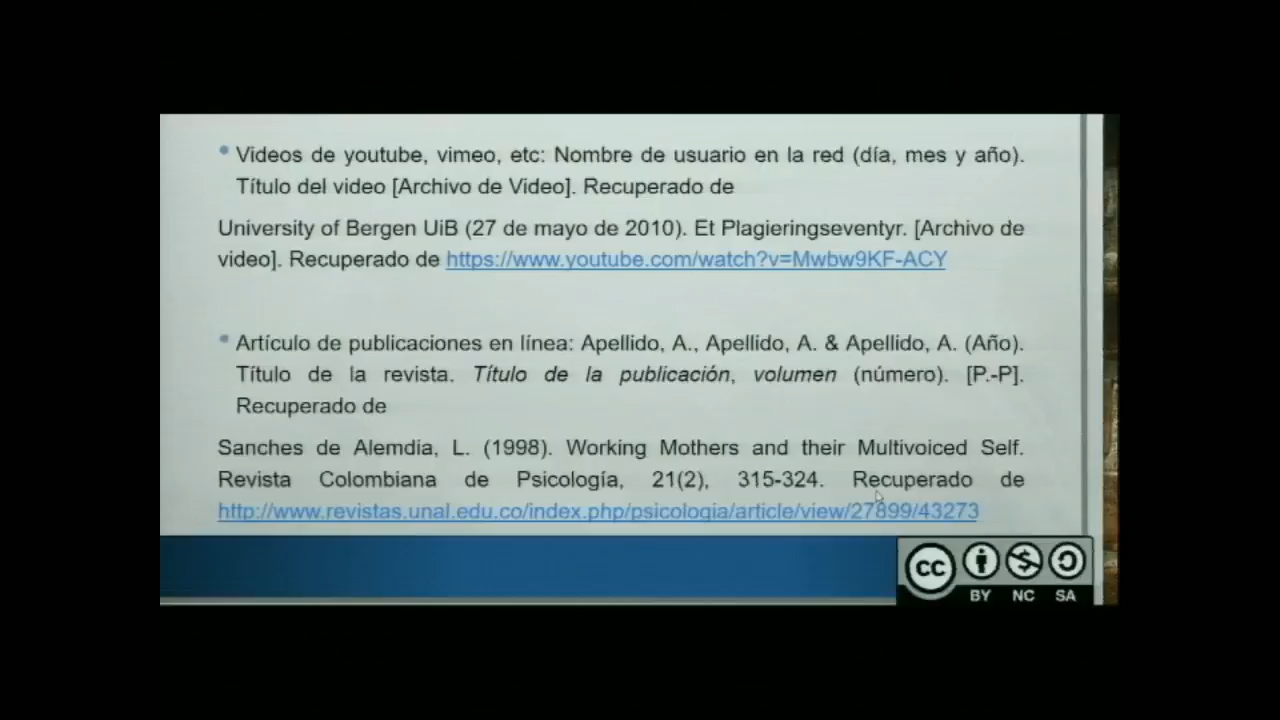 Videos de youtube, vimeo, etc: Nombre de usuario en la red (día, mes y año).
Título del video [Archivo de Video]. Recuperado de
University of Bergen UiB (27 de mayo de 2010). Et Plagieringseventyr. [Archivo de
video]. Recuperado de https://www.youtube.com/watch?v=Mwbw9KF-ACY
Artículo de publicaciones en línea: Apellido, A., Apellido, A. & Apellido, A. (Año).
Título de la revista. Título de la publicación, volumen (número). [P.-P].
Recuperado de
Sanches de Alemdia, L. (1998). Working Mothers and their Multivoiced Self.
Revista Colombiana de Psicología, 21(2), 315-324. Recuperado de
http://www.revistas.unal.edu.co/index.php/psicologia/article/view/27899/43273
cc
BY NC SA